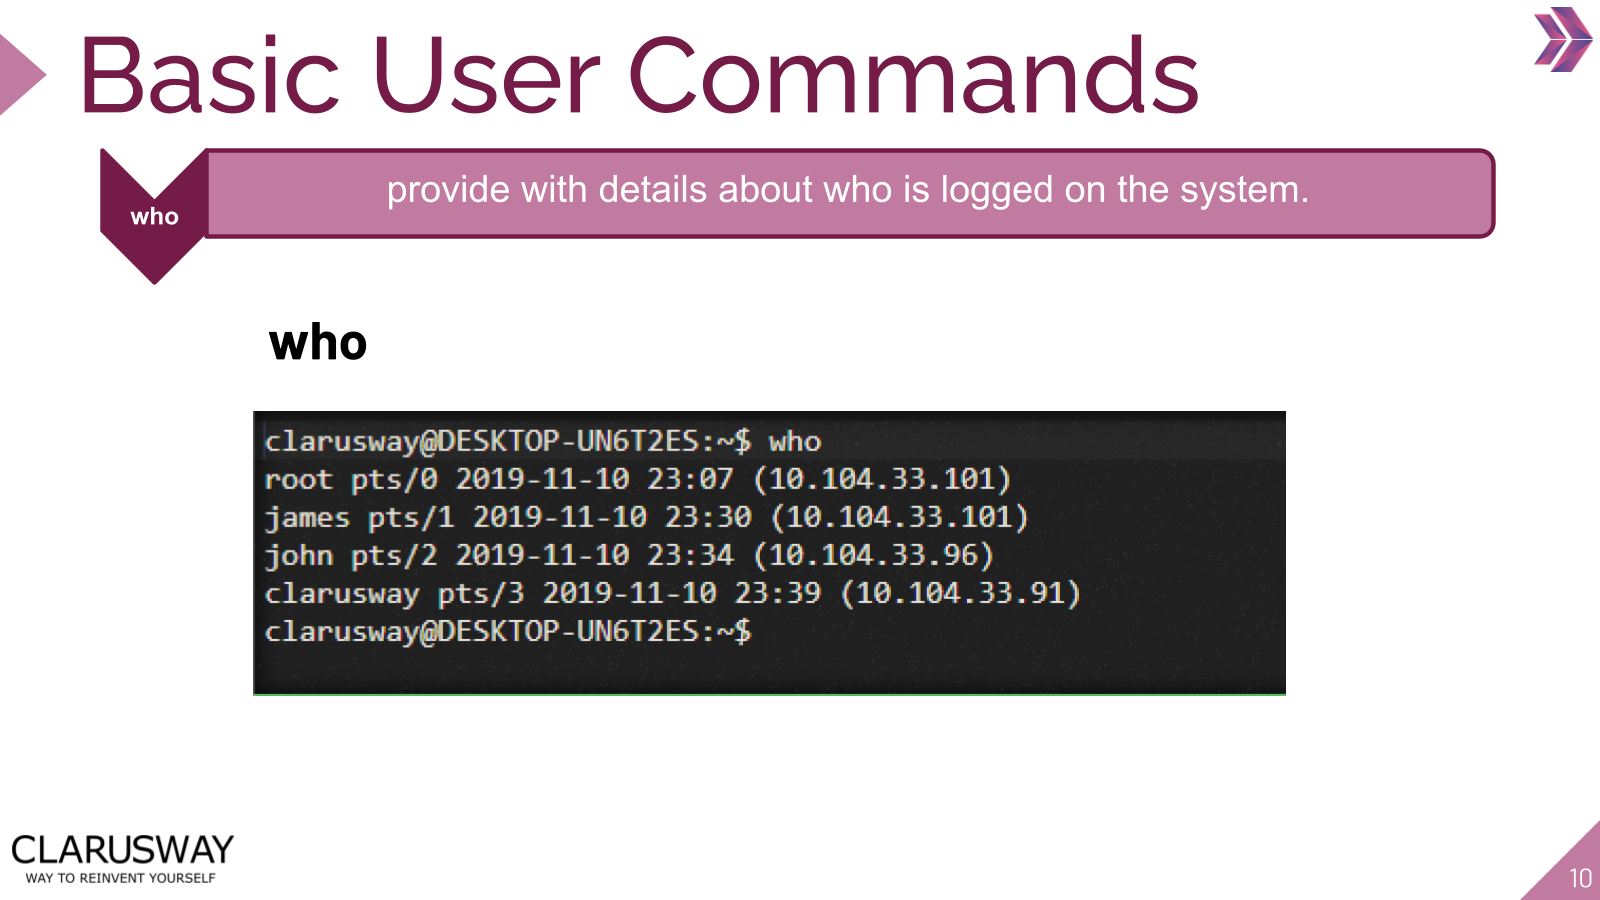 Basic User Commands
who
provide with details about who is logged on the system.
who
clarusway@DESKTOP-UN6T2ES:~$ who
root pts/0 2019-11-10 23:07 (10.104.33.101)
james pts/1 2019-11-10 23:30 (10.104.33.101)
john pts/2 2019-11-10 23:34 (10.104.33.96)
clarusway pts/3 2019-11-10 23:39 (10.104.33.91)
clarusway@DESKTOP-UN6T2ES:~$
CLARUSWAY
WAY TO REINVENT YOURSELF
10